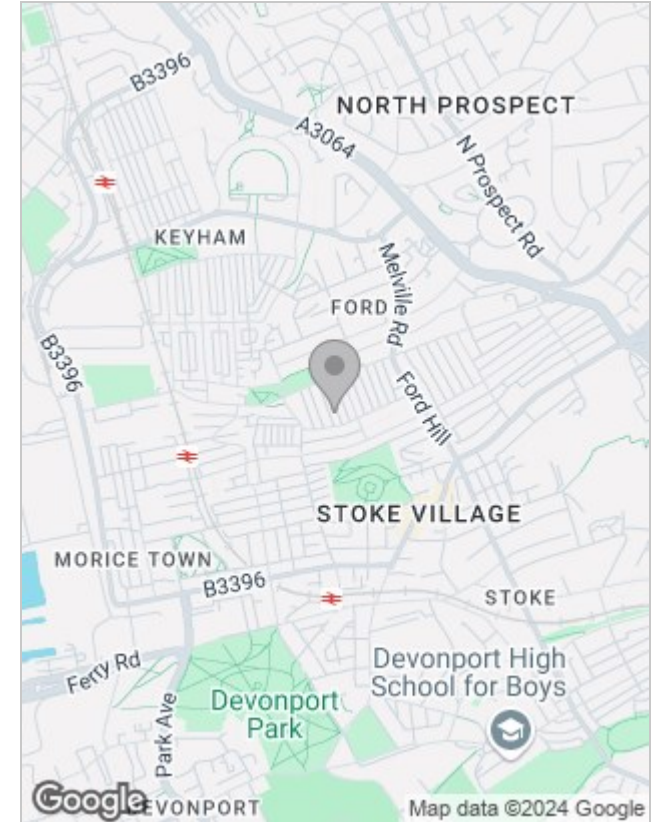 B3396
NORTH PROSPECT
A3064
N Prospect Rd
KEYHAM
Melville Rd
FORD
B3396
Ford Hill
STOKE VILLAGE
MORICE TOWN
B3396
STOKE
Ferry Rd
Devonport High
School for Boys
Devonport
Park
Park Ave
Google
EVONPORT
Map data ©2024 Google